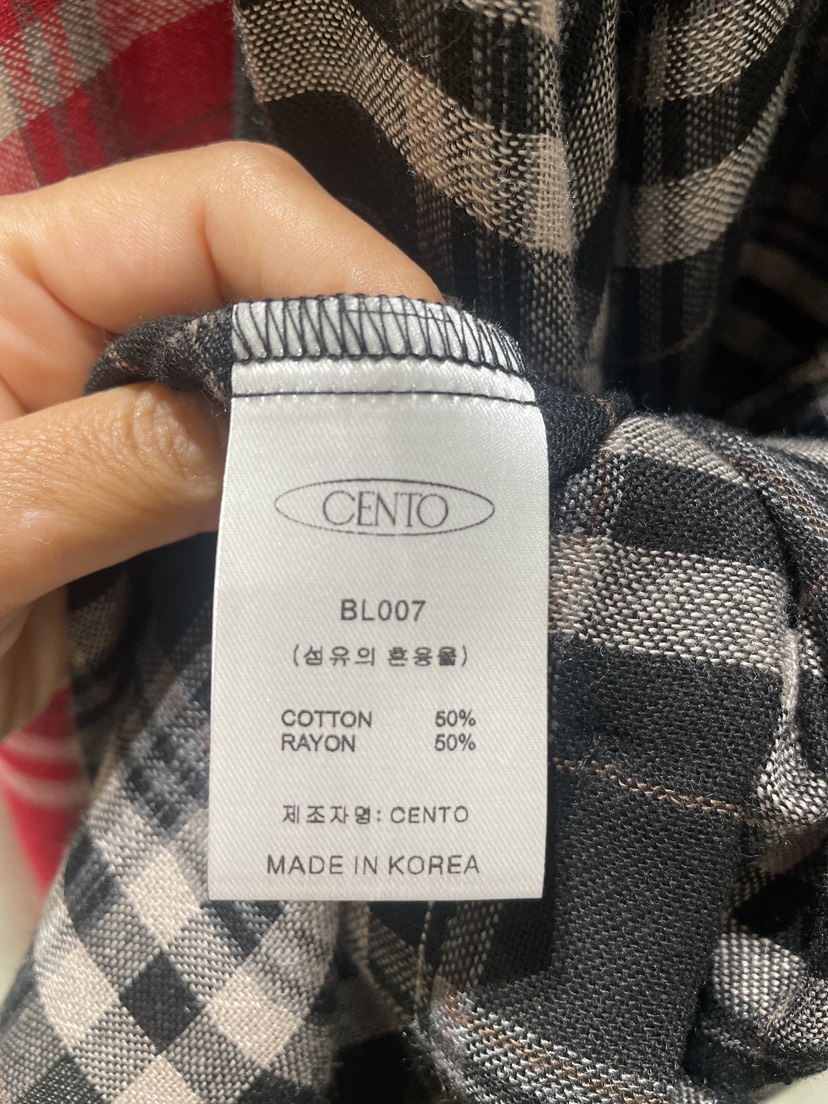 CENTO
BL007
(섬유의 혼용율)
COTTON 50%
RAYON 50%
제조자명: CENTO
MADE IN KOREA